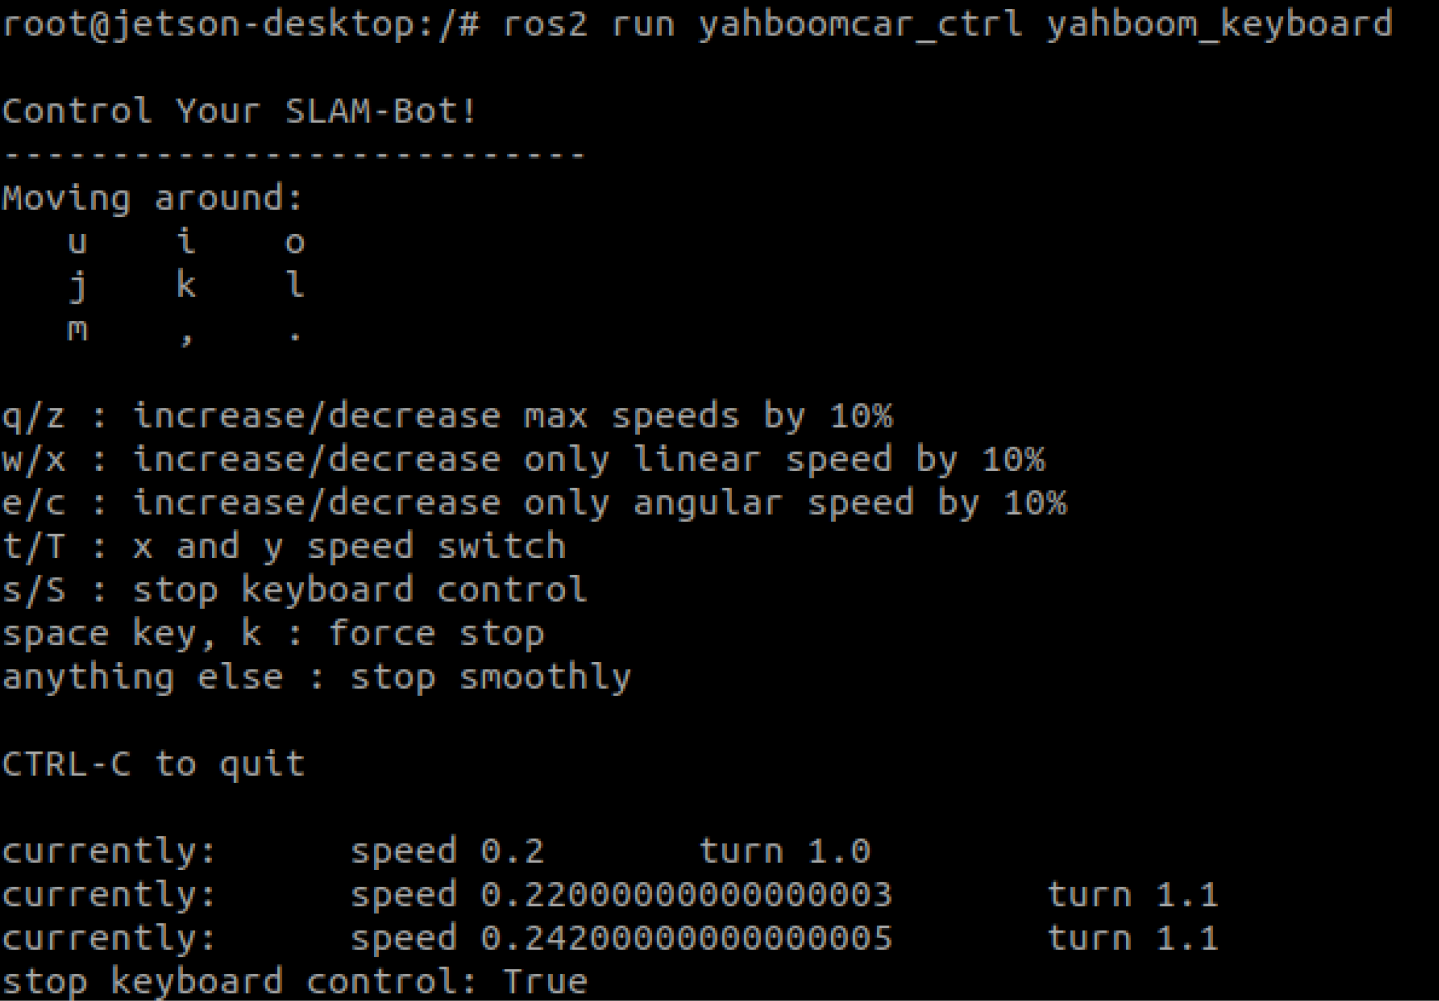 root@jetson-desktop:/# ros2 run yahboomcar_ctrl yahboom_keyboard
Control Your SLAM-Bot!
---------------------------
Moving around:
u i o
j k l
m , .
q/z : increase/decrease max speeds by 10%
w/x : increase/decrease only linear speed by 10%
e/c : increase/decrease only angular speed by 10%
t/T : x and y speed switch
s/S : stop keyboard control
space key, k : force stop
anything else : stop smoothly
CTRL-C to quit
currently: speed 0.2 turn 1.0
currently: speed 0.22000000000000003 turn 1.1
currently: speed 0.24200000000000005 turn 1.1
stop keyboard control: True